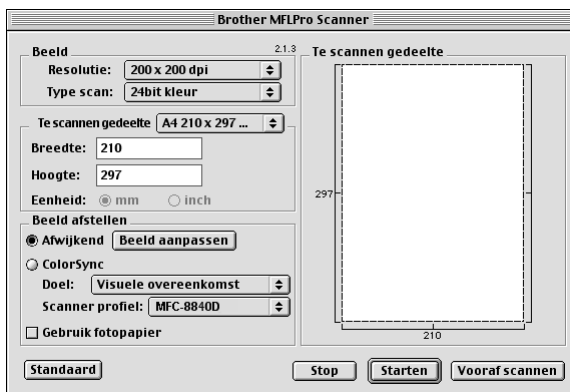 Brother MFLPro Scanner
Beeld
2.1.3
Resolutie: 200 x 200 dpi
Type scan: 24bit kleur
Te scannen gedeelte A4 210 x 297 ...
Breedte: 210
Hoogte: 297
Eenheid: mm inch
Beeld afstellen
Afwijkend Beeld aanpassen
ColorSync
Doel: Visuele overeenkomst
Scanner profiel: MFC-8840D
Gebruik fotopapier
Te scannen gedeelte
297
210
Standaard Stop Starten Vooraf scannen